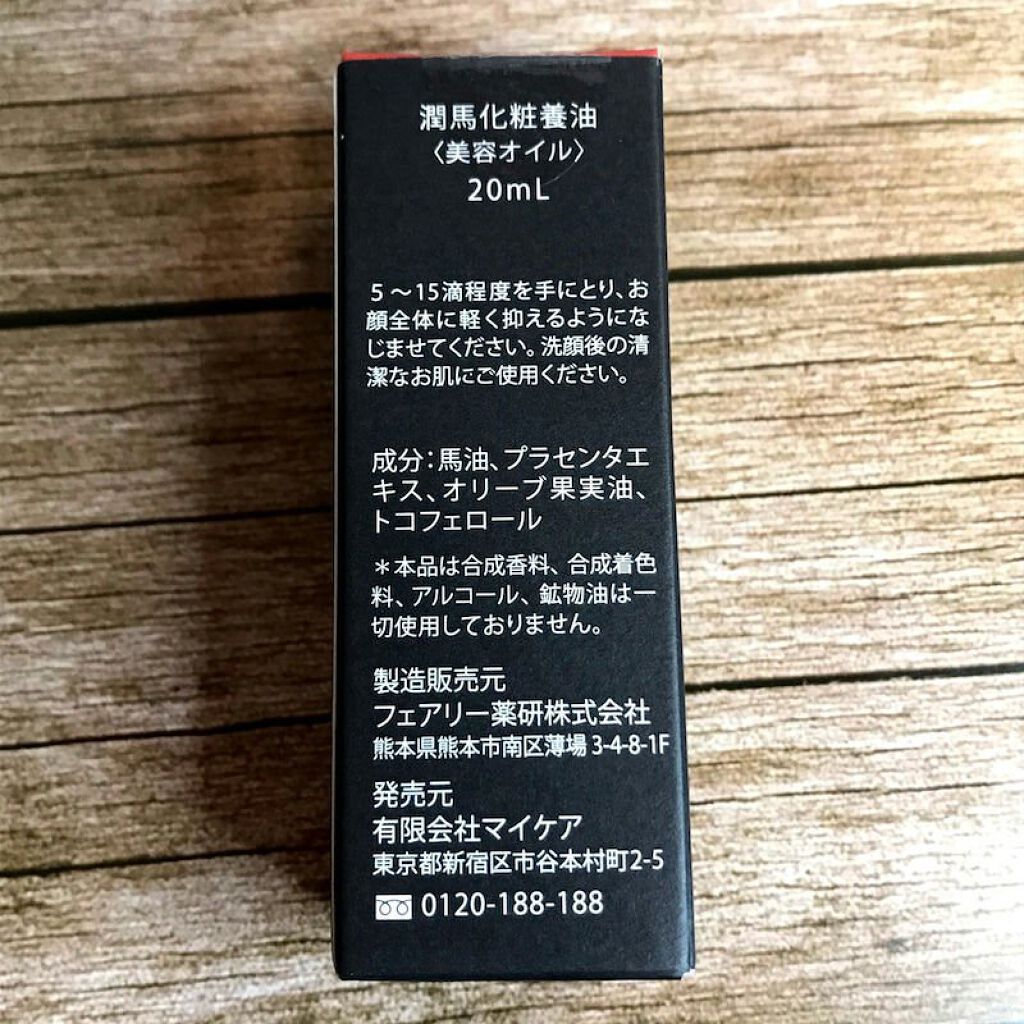 潤馬化粧養油
〈美容オイル〉
20mL
5～15滴程度を手にとり、お
顔全体に軽く抑えるようにな
じませてください。洗顔後の清
潔なお肌にご使用ください。
成分：馬油、プラセンタエ
キス、オリーブ果実油、
トコフェロール
＊本品は合成香料、合成着色
料、アルコール、鉱物油は一
切使用しておりません。
製造販売元
フェアリー薬研株式会社
熊本県熊本市南区薄場3-4-8-1F
発売元
有限会社マイケア
東京都新宿区市谷本村町2-5
0120-188-188